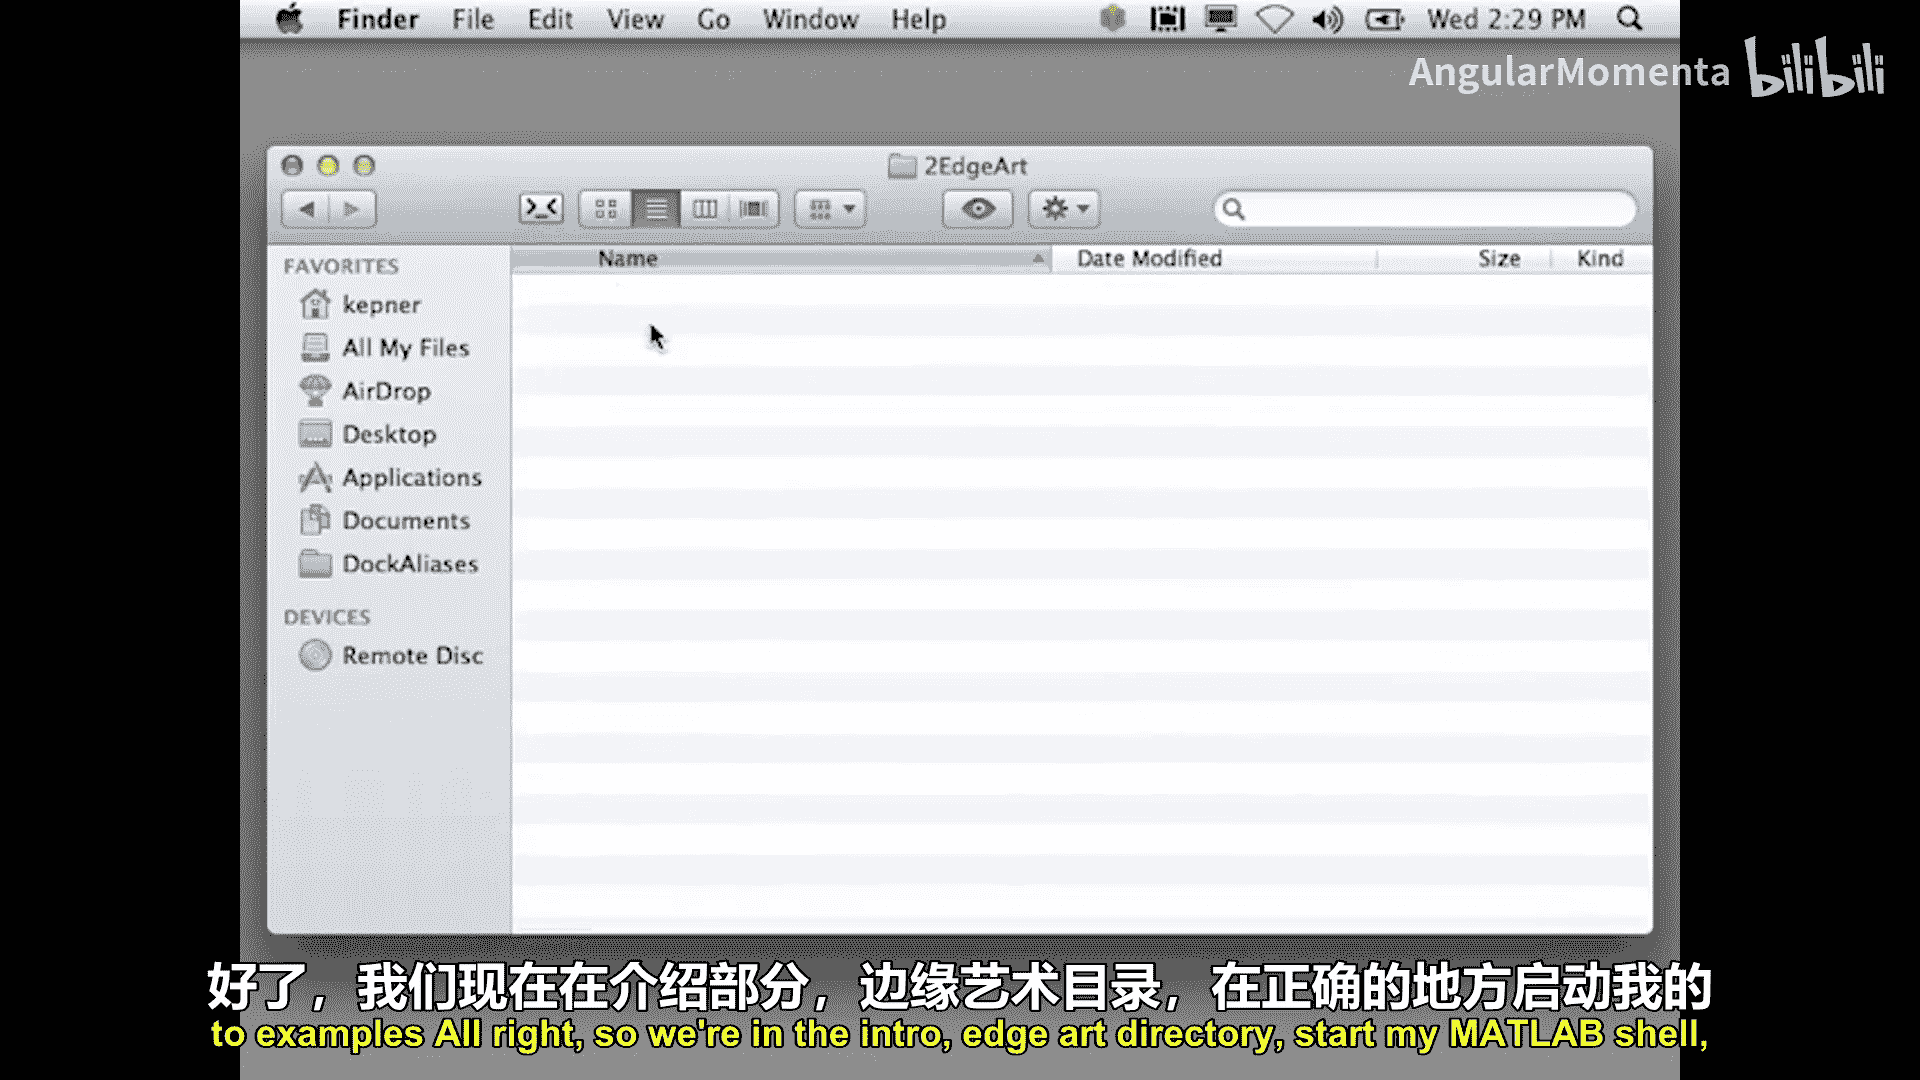 Finder File Edit View Go Window Help Wed 2:29 PM
AngularMomenta bilibili
2EdgeArt
Name Date Modified Size Kind
FAVORITES
kepner
All My Files
AirDrop
Desktop
Applications
Documents
DockAliases
DEVICES
Remote Disc
好了，我们现在在介绍部分，边缘艺术目录，在正确的地方启动我的
to examples All right, so we're in the intro, edge art directory, start my MATLAB shell,